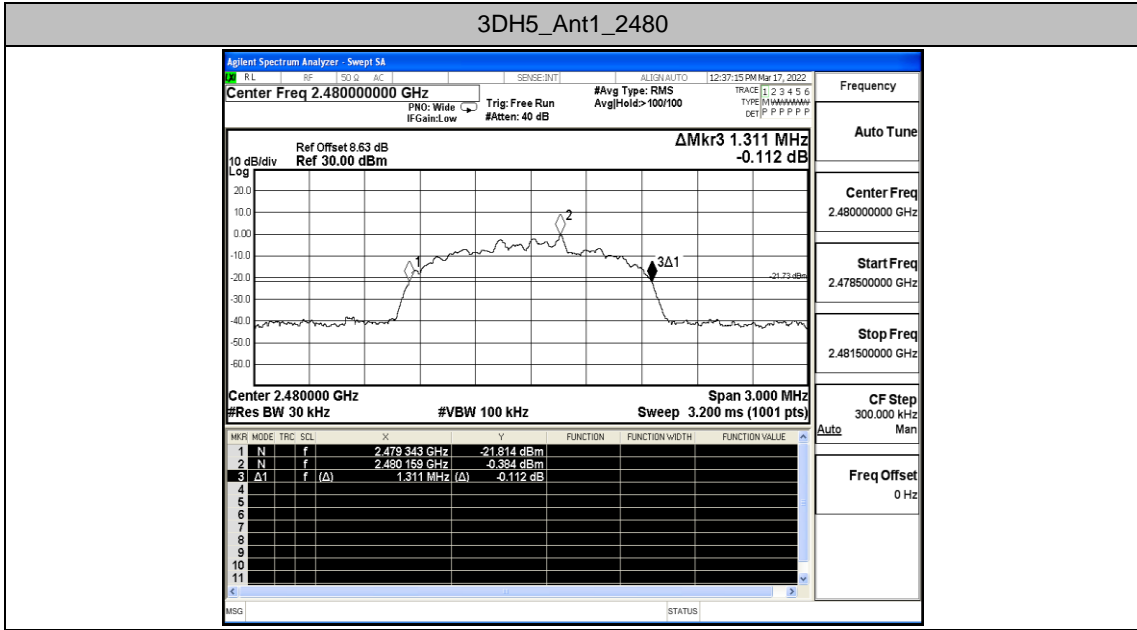 3DH5_Ant1_2480
Agilent Spectrum Analyzer - Swept SA
LXI RL RF 50 Ω AC SENSE:INT ALIGNAUTO 12:37:15 PM Mar 17, 2022
Center Freq 2.480000000 GHz
PNO: Wide
IFGain:Low
Trig: Free Run
#Atten: 40 dB
#Avg Type: RMS
Avg|Hold:>100/100
TRACE 1 2 3 4 5 6
TYPE MWWWWW
DET P P P P P P
ΔMkr3 1.311 MHz
-0.112 dB
Ref Offset 8.63 dB
10 dB/div Ref 30.00 dBm
Log
20.0
10.0
0.00
-10.0
-20.0
-30.0
-40.0
-50.0
-60.0
1
2
3Δ1
-21.73 dBm
Center 2.480000 GHz Span 3.000 MHz
#Res BW 30 kHz #VBW 100 kHz Sweep 3.200 ms (1001 pts)
MKR MODE TRC SCL X Y FUNCTION FUNCTION WIDTH FUNCTION VALUE
1 N f 2.479 343 GHz -21.814 dBm
2 N f 2.480 159 GHz -0.384 dBm
3 Δ1 f (Δ) 1.311 MHz (Δ) -0.112 dB
4
5
6
7
8
9
10
11
MSG STATUS
Frequency
Auto Tune
Center Freq
2.480000000 GHz
Start Freq
2.478500000 GHz
Stop Freq
2.481500000 GHz
CF Step
300.000 kHz
Auto Man
Freq Offset
0 Hz